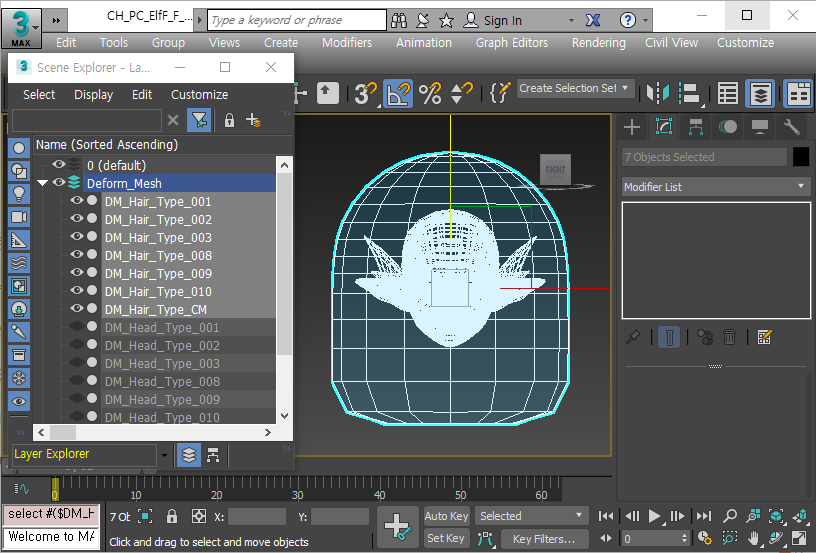 3
MAX
CH_PC_ElfF_F_...
Type a keyword or phrase
Sign In
Edit Tools Group Views Create Modifiers Animation Graph Editors Rendering Civil View Customize
3 Scene Explorer - La...
Select Display Edit Customize
Create Selection Set
Name (Sorted Ascending)
0 (default)
Deform_Mesh
DM_Hair_Type_001
DM_Hair_Type_002
DM_Hair_Type_003
DM_Hair_Type_008
DM_Hair_Type_009
DM_Hair_Type_010
DM_Hair_Type_CM
DM_Head_Type_001
DM_Head_Type_002
DM_Head_Type_003
DM_Head_Type_008
DM_Head_Type_009
DM_Head_Type_010
Layer Explorer
RIGHT
7 Objects Selected
Modifier List
0 10 20 30 40 50 60
select #($DM_H
Welcome to MA
7 Ob
X:
Y:
Click and drag to select and move objects
Auto Key
Selected
Set Key
Key Filters...
0